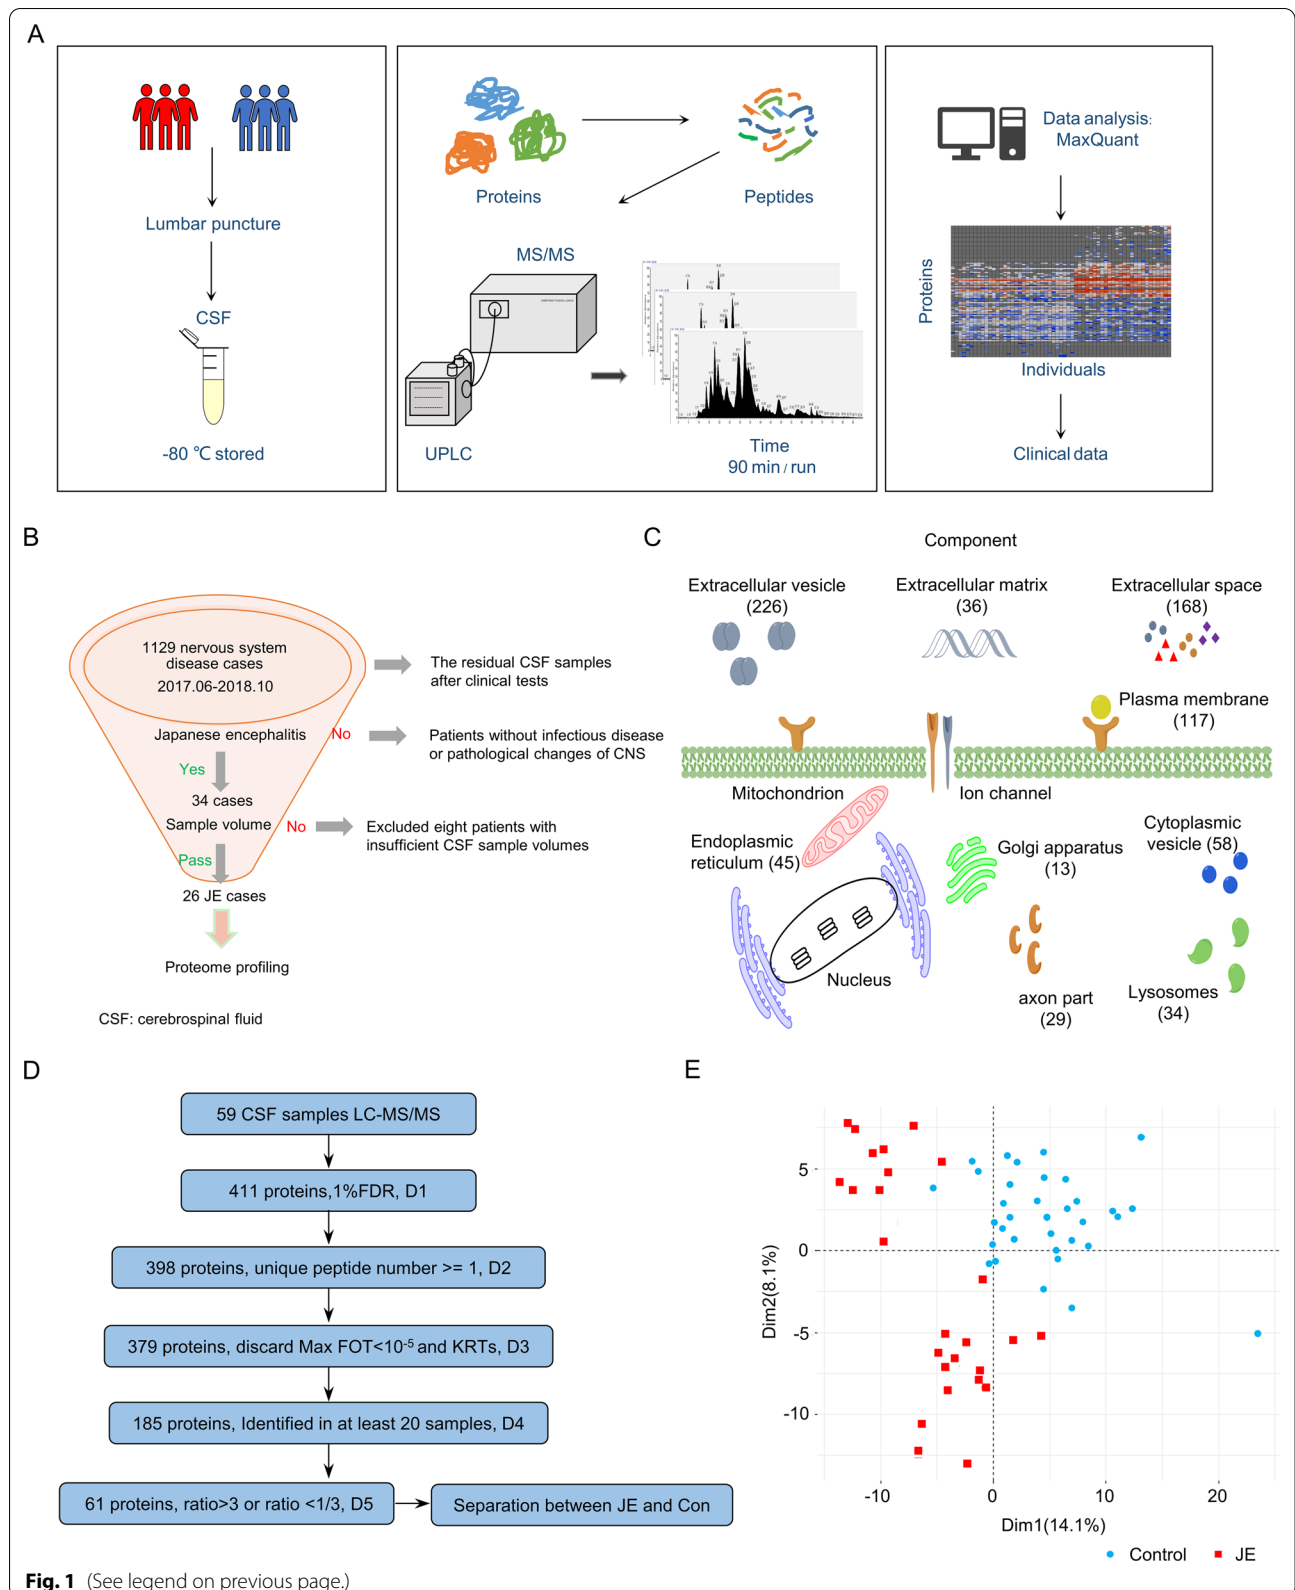 A
Lumbar puncture
CSF
-80 ℃ stored
Proteins
Peptides
MS/MS
UPLC
Time
90 min / run
Data analysis:
MaxQuant
Proteins
Individuals
Clinical data
B
1129 nervous system
disease cases
2017.06-2018.10
The residual CSF samples
after clinical tests
Japanese encephalitis
No
Patients without infectious disease
or pathological changes of CNS
Yes
34 cases
Sample volume
No
Excluded eight patients with
insufficient CSF sample volumes
Pass
26 JE cases
Proteome profiling
CSF: cerebrospinal fluid
C
Component
Extracellular vesicle
(226)
Extracellular matrix
(36)
Extracellular space
(168)
Plasma membrane
(117)
Mitochondrion
Ion channel
Endoplasmic
reticulum (45)
Golgi apparatus
(13)
Cytoplasmic
vesicle (58)
Nucleus
axon part
(29)
Lysosomes
(34)
D
59 CSF samples LC-MS/MS
411 proteins,1%FDR, D1
398 proteins, unique peptide number >= 1, D2
379 proteins, discard Max FOT<10-5 and KRTs, D3
185 proteins, Identified in at least 20 samples, D4
61 proteins, ratio>3 or ratio <1/3, D5
Separation between JE and Con
E
Dim2(8.1%)
5
0
-5
-10
-10
0
10
20
Dim1(14.1%)
Control
JE
Fig. 1 (See legend on previous page.)